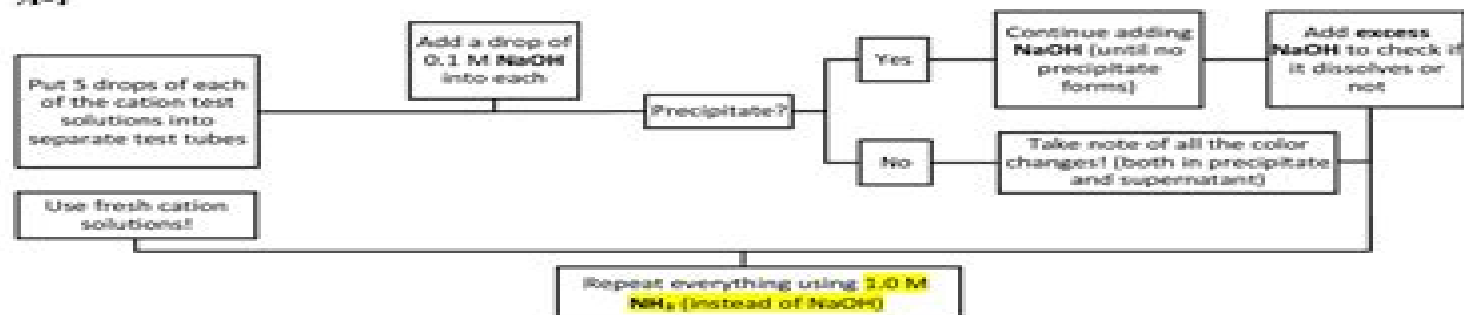 Put 5 drops of each
of the cation test
solutions into
separate test tubes
Add a drop of
0.1 M NaOH
into each
Precipitate?
Yes
Continue adding
NaOH (until no
precipitate
forms)
Add excess
NaOH to check if
it dissolves or
not
No
Take note of all the color
changes! (both in precipitate
and supernatant)
Use fresh cation
solutions!
Repeat everything using 1.0 M
NH₃ (instead of NaOH)